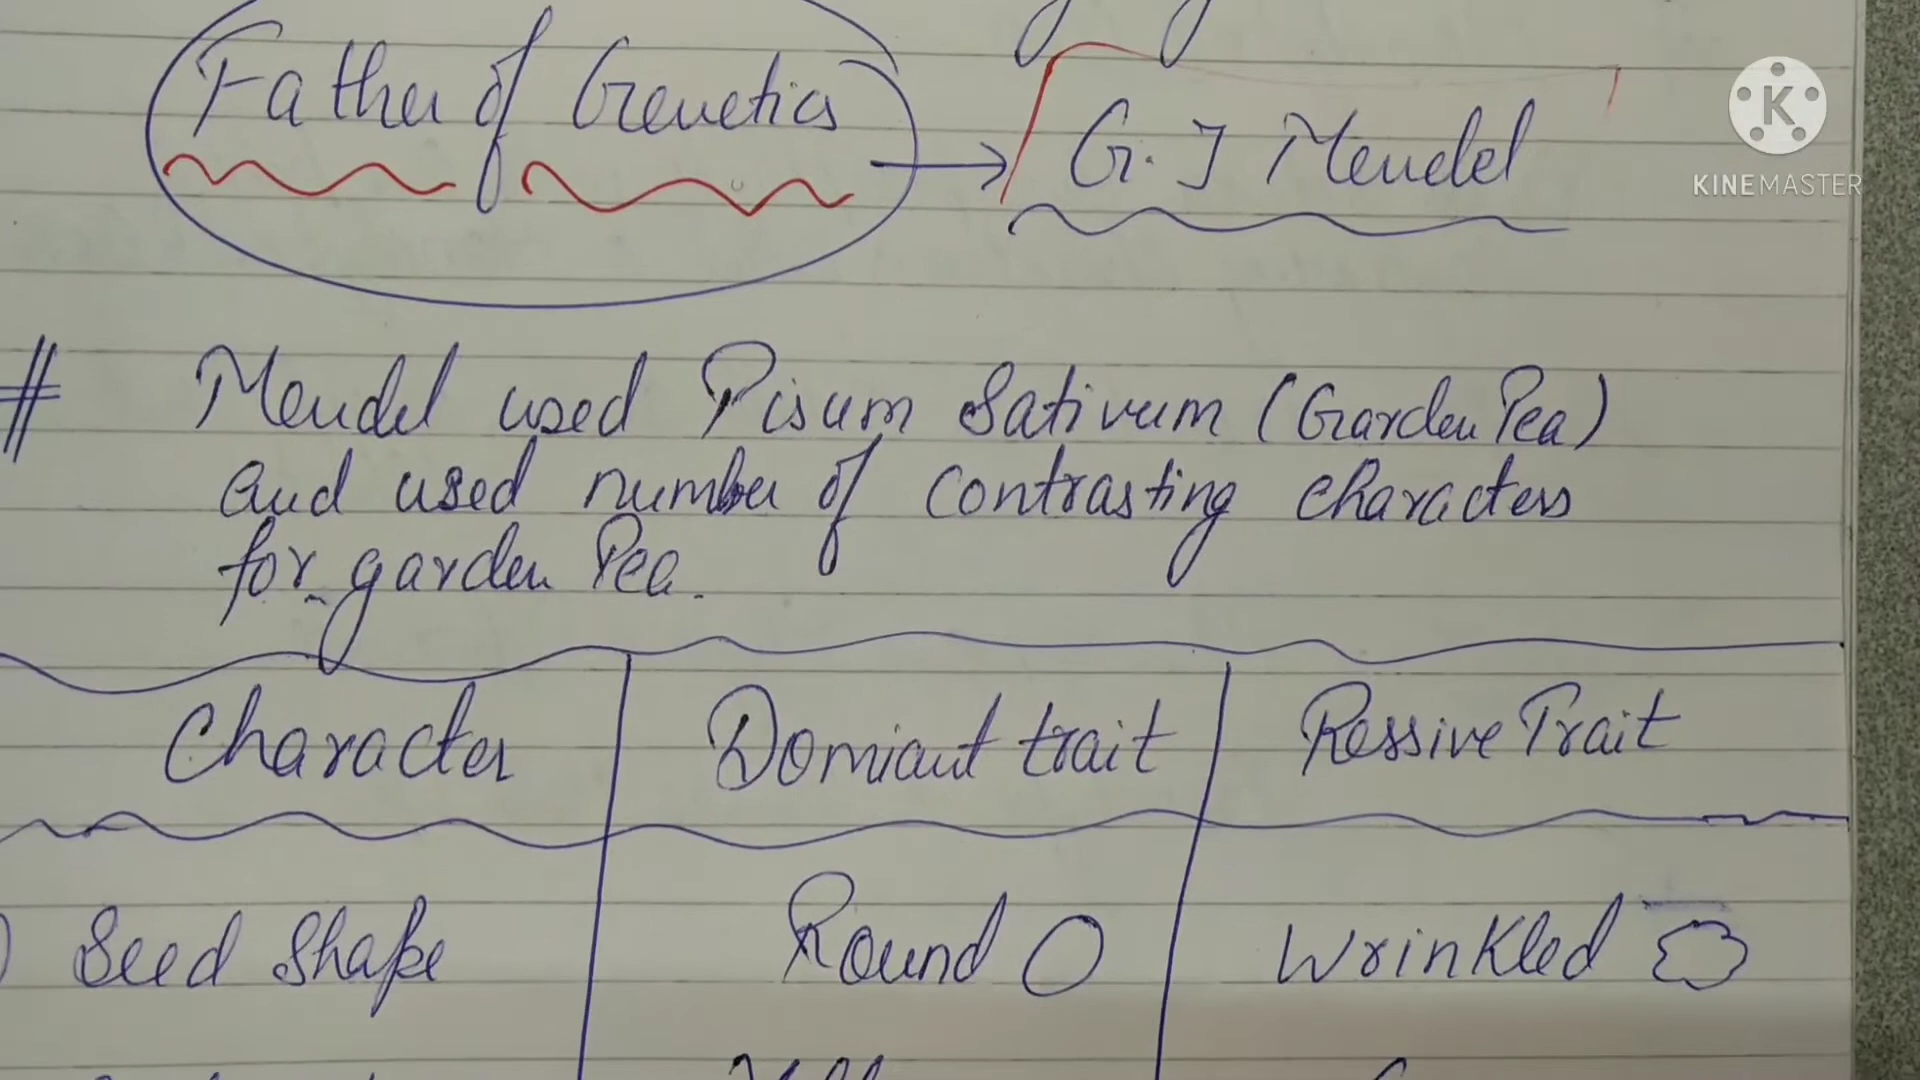 Father of Genetics → G. J Mendel
KINEMASTER
# Mendel used Pisum Sativum (Garden Pea)
and used number of contrasting characters
for garden Pea.
Character Domiant trait Ressive Trait
Seed Shape Round Wrinkled